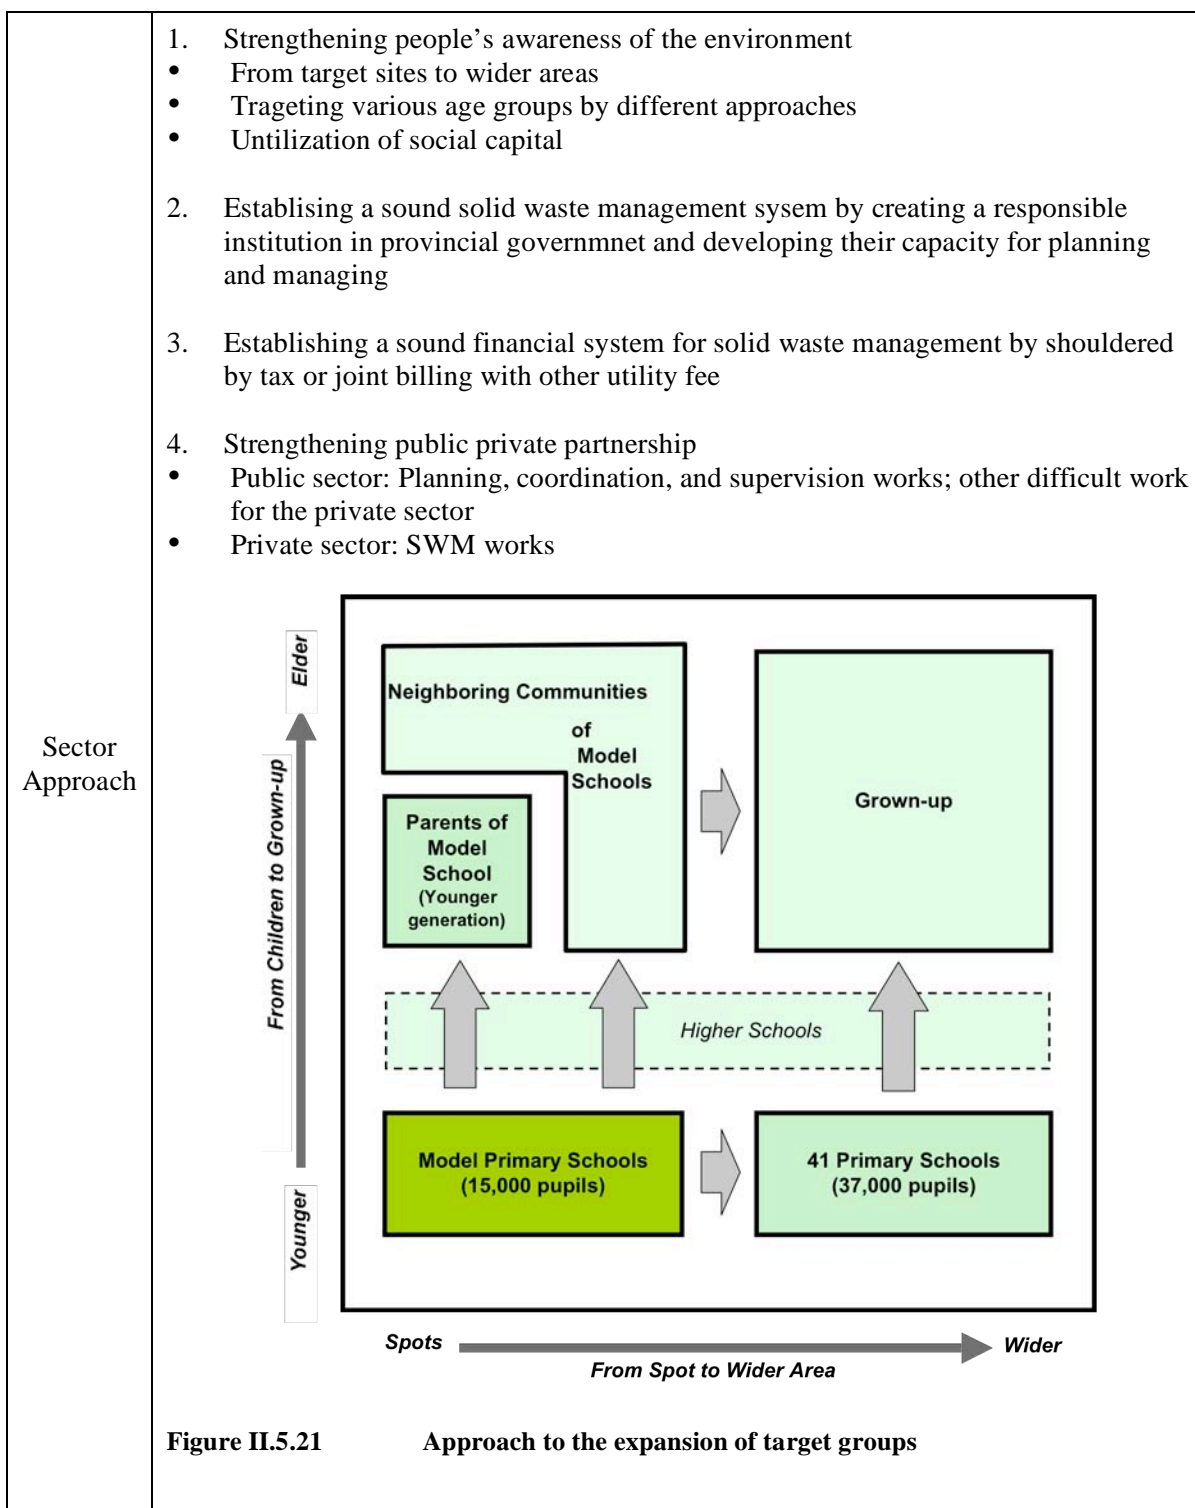 Sector
Approach
1. Strengthening people’s awareness of the environment
• From target sites to wider areas
• Trageting various age groups by different approaches
• Untilization of social capital
2. Establising a sound solid waste management sysem by creating a responsible
institution in provincial governmnet and developing their capacity for planning
and managing
3. Establishing a sound financial system for solid waste management by shouldered
by tax or joint billing with other utility fee
4. Strengthening public private partnership
• Public sector: Planning, coordination, and supervision works; other difficult work
for the private sector
• Private sector: SWM works
Elder
From Children to Grown-up
Younger
Neighboring Communities
of
Model
Schools
Parents of
Model
School
(Younger
generation)
Grown-up
Higher Schools
Model Primary Schools
(15,000 pupils)
41 Primary Schools
(37,000 pupils)
Spots
Wider
From Spot to Wider Area
Figure II.5.21 Approach to the expansion of target groups